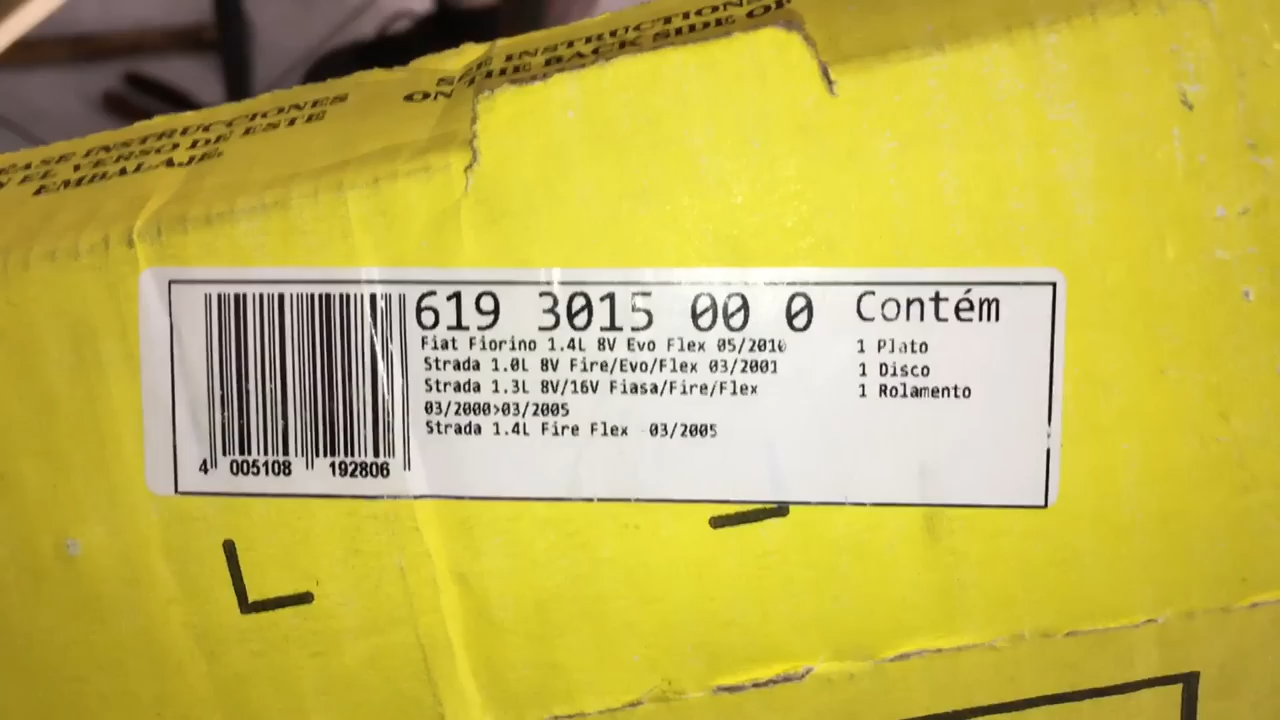 SEE INSTRUCTIONS
ON THE BACK SIDE OF
INSTRUCCIONES
EL VERSO DE ESTE
EMBALAJE.
619 3015 00 0
Fiat Fiorino 1.4L 8V Evo Flex 05/2010
Strada 1.0L 8V Fire/Evo/Flex 03/2001
Strada 1.3L 8V/16V Fiasa/Fire/Flex
03/2000>03/2005
Strada 1.4L Fire Flex 03/2005
Contém
1 Plato
1 Disco
1 Rolamento
4 005108 192806